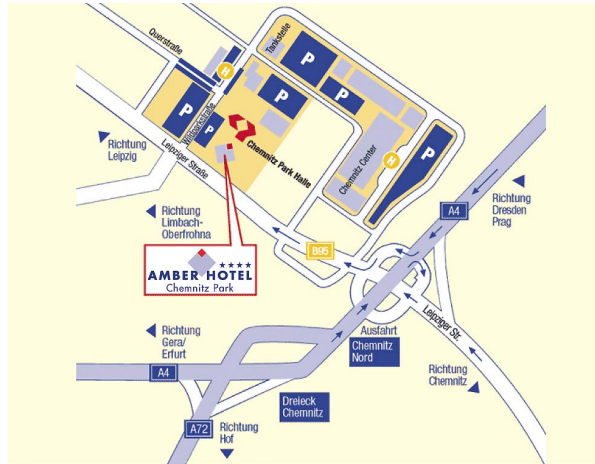 Querstraße
Tankstelle
P
H
P
P
P
P
P
Wildparkstraße
Chemnitz Park Halle
Chemnitz Center
H
P
Richtung
Leipzig
Leipziger Straße
Richtung
Limbach-
Oberfrohna
A4
Richtung
Dresden
Prag
B95
AMBER HOTEL
Chemnitz Park
Leipziger Str.
Ausfahrt
Chemnitz
Nord
Richtung
Gera/
Erfurt
A4
Richtung
Chemnitz
Dreieck
Chemnitz
A72
Richtung
Hof